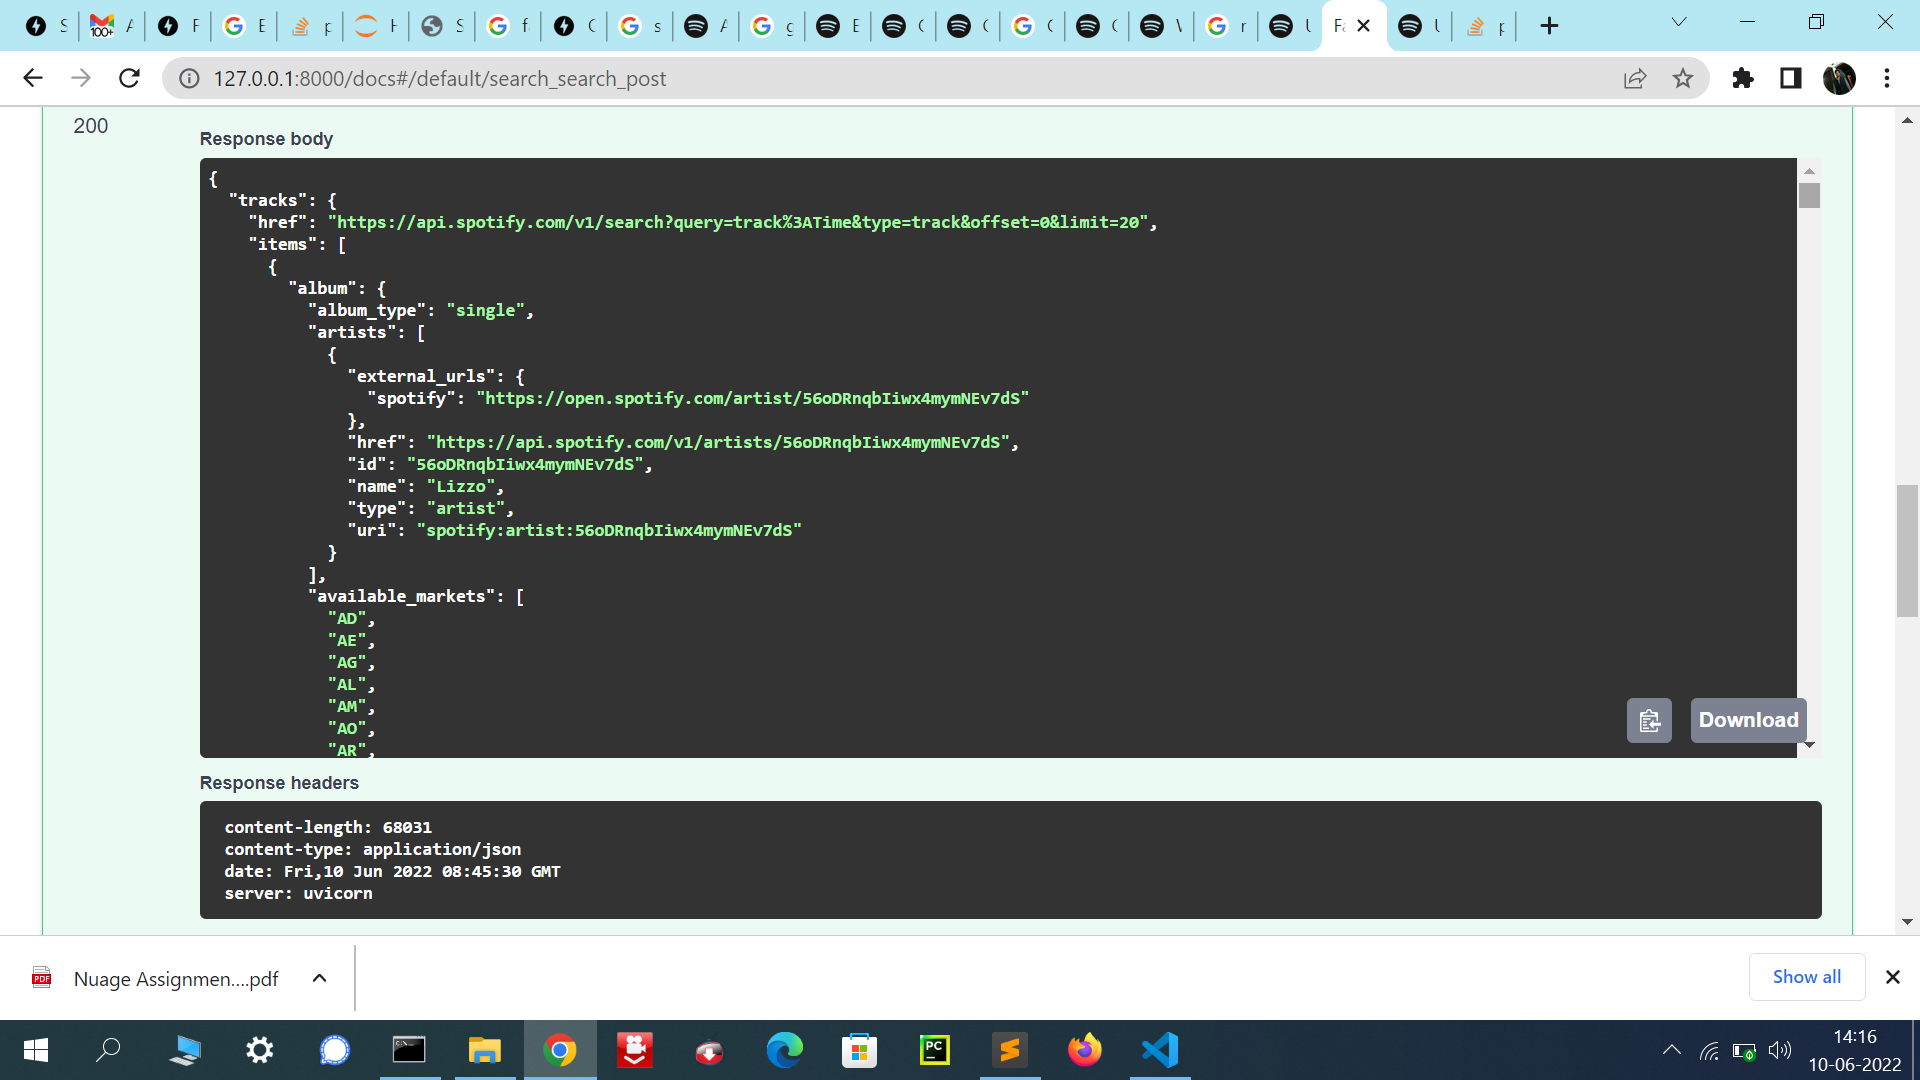 S
100+
A
F
E
p
H
S
f
C
s
A
g
E
C
C
C
C
V
r
U
Fa
U
p
127.0.0.1:8000/docs#/default/search_search_post
200
Response body
{
"tracks": {
"href": "https://api.spotify.com/v1/search?query=track%3ATime&type=track&offset=0&limit=20",
"items": [
{
"album": {
"album_type": "single",
"artists": [
{
"external_urls": {
"spotify": "https://open.spotify.com/artist/56oDRnqbIiwx4mymNEv7dS"
},
"href": "https://api.spotify.com/v1/artists/56oDRnqbIiwx4mymNEv7dS",
"id": "56oDRnqbIiwx4mymNEv7dS",
"name": "Lizzo",
"type": "artist",
"uri": "spotify:artist:56oDRnqbIiwx4mymNEv7dS"
}
],
"available_markets": [
"AD",
"AE",
"AG",
"AL",
"AM",
"AO",
"AR",
Download
Response headers
content-length: 68031
content-type: application/json
date: Fri,10 Jun 2022 08:45:30 GMT
server: uvicorn
PDF
Nuage Assignmen....pdf
Show all
PC
14:16
10-06-2022